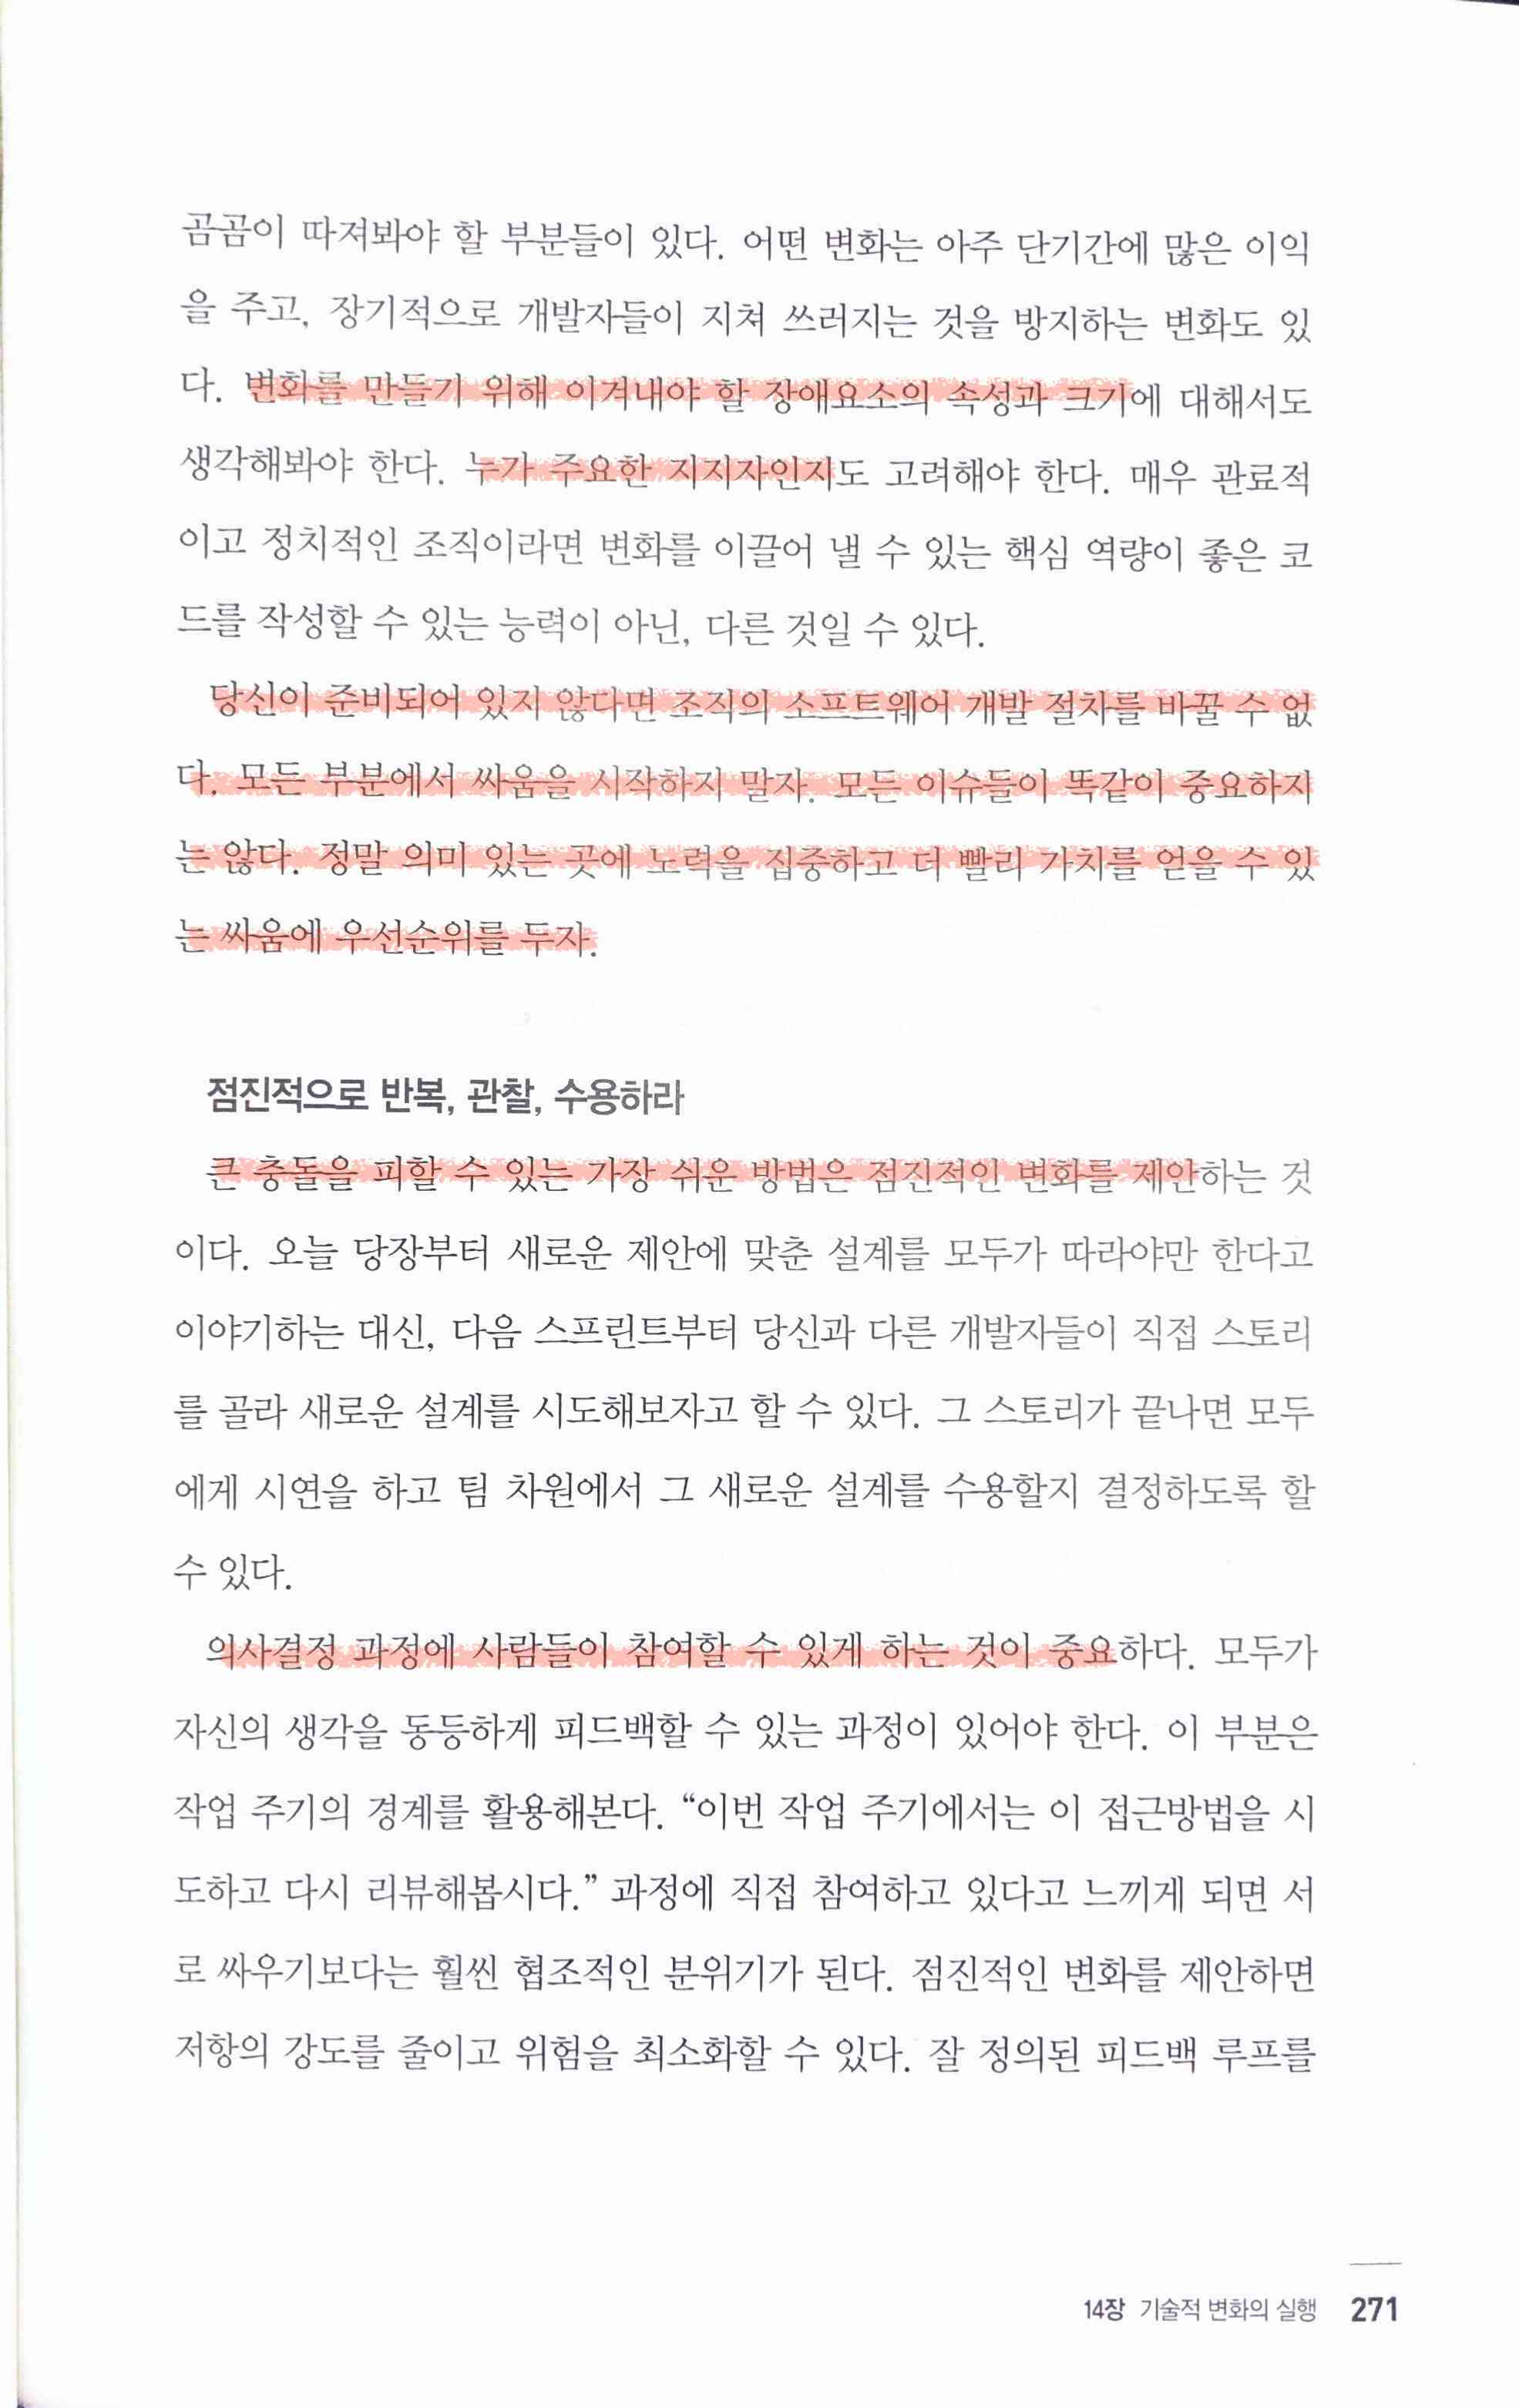 곰곰이 따져봐야 할 부분들이 있다. 어떤 변화는 아주 단기간에 많은 이익
을 주고, 장기적으로 개발자들이 지쳐 쓰러지는 것을 방지하는 변화도 있
다. 변화를 만들기 위해 이겨내야 할 장애요소의 속성과 크기에 대해서도
생각해봐야 한다. 누가 주요한 지지자인지도 고려해야 한다. 매우 관료적
이고 정치적인 조직이라면 변화를 이끌어 낼 수 있는 핵심 역량이 좋은 코
드를 작성할 수 있는 능력이 아닌, 다른 것일 수 있다.
당신이 준비되어 있지 않다면 조직의 소프트웨어 개발 절차를 바꿀 수 없
다. 모든 부분에서 싸움을 시작하지 말자. 모든 이슈들이 똑같이 중요하지
는 않다. 정말 의미 있는 곳에 노력을 집중하고 더 빨리 가치를 얻을 수 있
는 싸움에 우선순위를 두자.
점진적으로 반복, 관찰, 수용하라
큰 충돌을 피할 수 있는 가장 쉬운 방법은 점진적인 변화를 제안하는 것
이다. 오늘 당장부터 새로운 제안에 맞춘 설계를 모두가 따라야만 한다고
이야기하는 대신, 다음 스프린트부터 당신과 다른 개발자들이 직접 스토리
를 골라 새로운 설계를 시도해보자고 할 수 있다. 그 스토리가 끝나면 모두
에게 시연을 하고 팀 차원에서 그 새로운 설계를 수용할지 결정하도록 할
수 있다.
의사결정 과정에 사람들이 참여할 수 있게 하는 것이 중요하다. 모두가
자신의 생각을 동등하게 피드백할 수 있는 과정이 있어야 한다. 이 부분은
작업 주기의 경계를 활용해본다. “이번 작업 주기에서는 이 접근방법을 시
도하고 다시 리뷰해봅시다.” 과정에 직접 참여하고 있다고 느끼게 되면 서
로 싸우기보다는 훨씬 협조적인 분위기가 된다. 점진적인 변화를 제안하면
저항의 강도를 줄이고 위험을 최소화할 수 있다. 잘 정의된 피드백 루프를
14장 기술적 변화의 실행 271